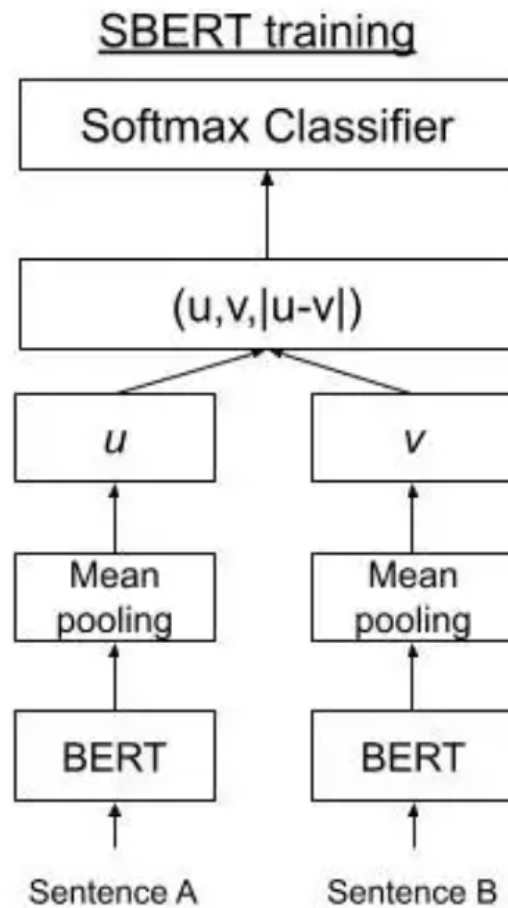 SBERT training
Softmax Classifier
(u,v,|u-v|)
u
v
Mean
pooling
Mean
pooling
BERT
BERT
Sentence A
Sentence B